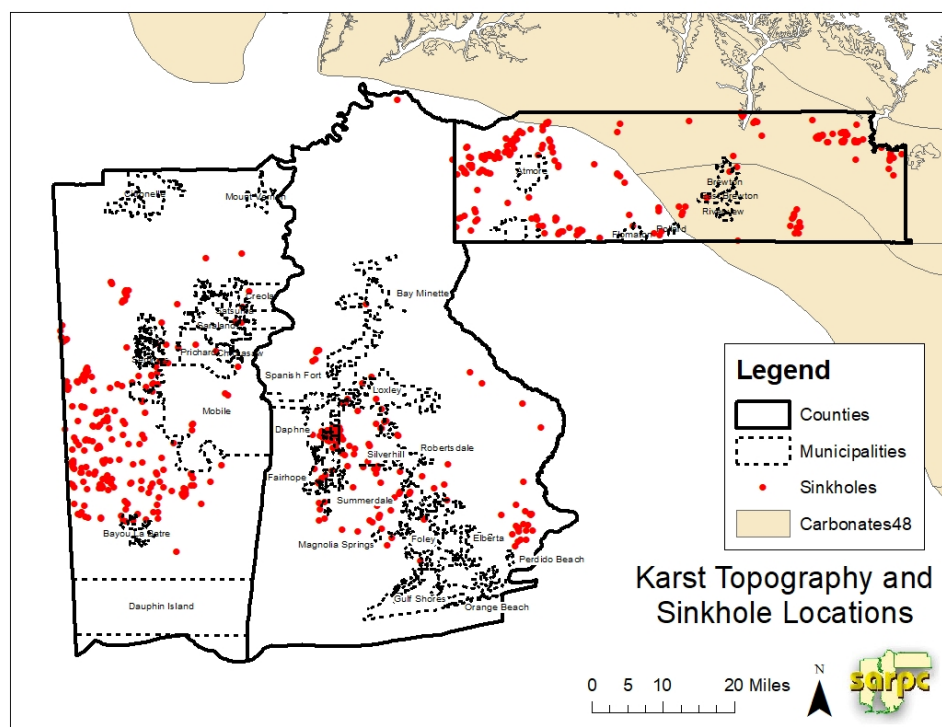 Atmore
Brewton
East Brewton
Riverview
Flomaton
Pollard
Citronelle
Mount Vernon
Creola
Satsuma
Saraland
Prichard
Chickasaw
Semmes
Mobile
Bay Minette
Spanish Fort
Loxley
Daphne
Robertsdale
Silverhill
Fairhope
Summerdale
Magnolia Springs
Foley
Elberta
Bayou La Batre
Perdido Beach
Gulf Shores
Orange Beach
Dauphin Island
Legend
Counties
Municipalities
Sinkholes
Carbonates48
Karst Topography and
Sinkhole Locations
0 5 10 20 Miles
N
sarpc